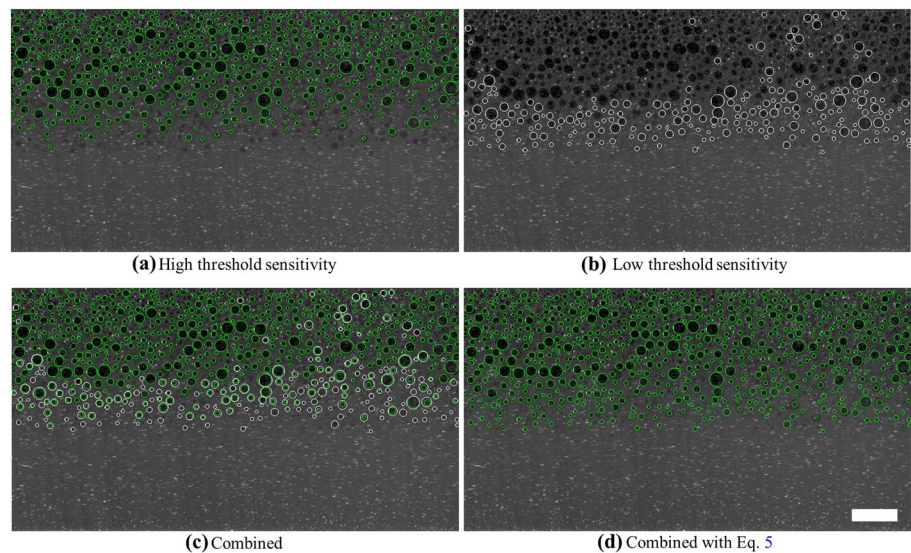 (a) High threshold sensitivity
(b) Low threshold sensitivity
(c) Combined
(d) Combined with Eq. 5